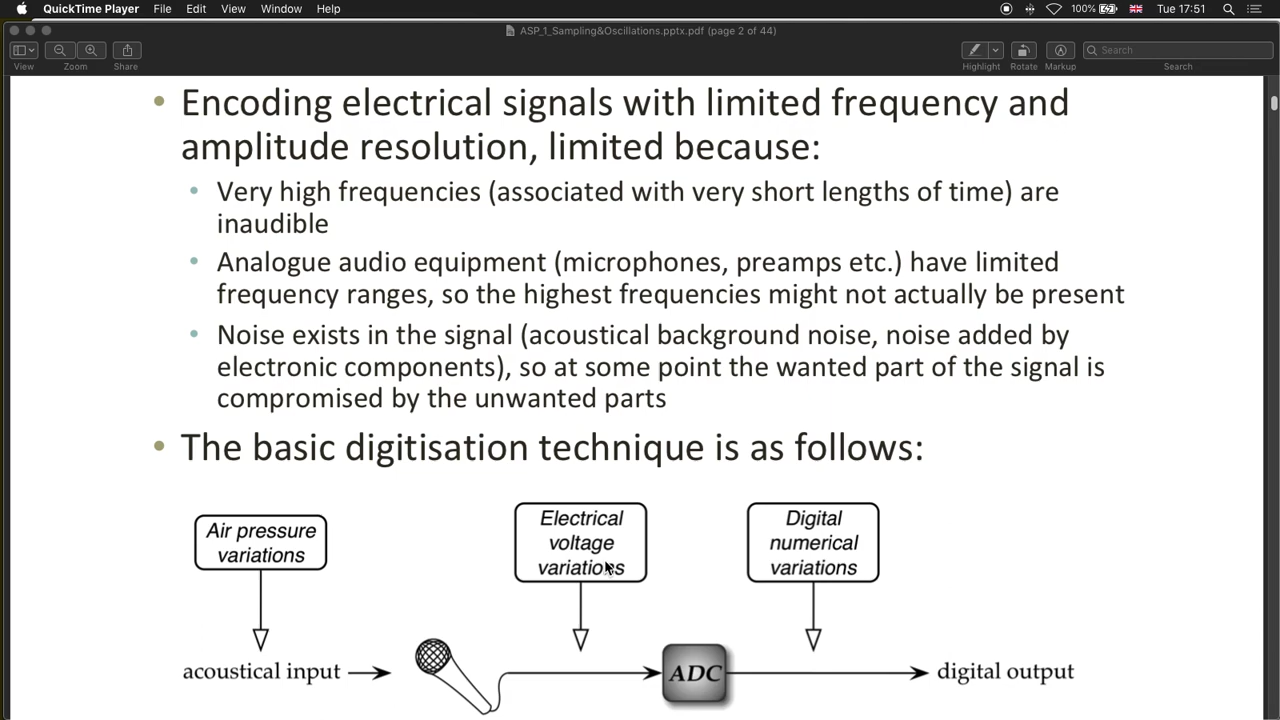 QuickTime Player File Edit View Window Help 100% Tue 17:51
ASP_1_Sampling&Oscillations.pptx.pdf (page 2 of 44)
Search
View Zoom Share Highlight Rotate Markup Search
• Encoding electrical signals with limited frequency and
amplitude resolution, limited because:
• Very high frequencies (associated with very short lengths of time) are
inaudible
• Analogue audio equipment (microphones, preamps etc.) have limited
frequency ranges, so the highest frequencies might not actually be present
• Noise exists in the signal (acoustical background noise, noise added by
electronic components), so at some point the wanted part of the signal is
compromised by the unwanted parts
• The basic digitisation technique is as follows:
Air pressure
variations
Electrical
voltage
variations
Digital
numerical
variations
acoustical input
ADC
digital output